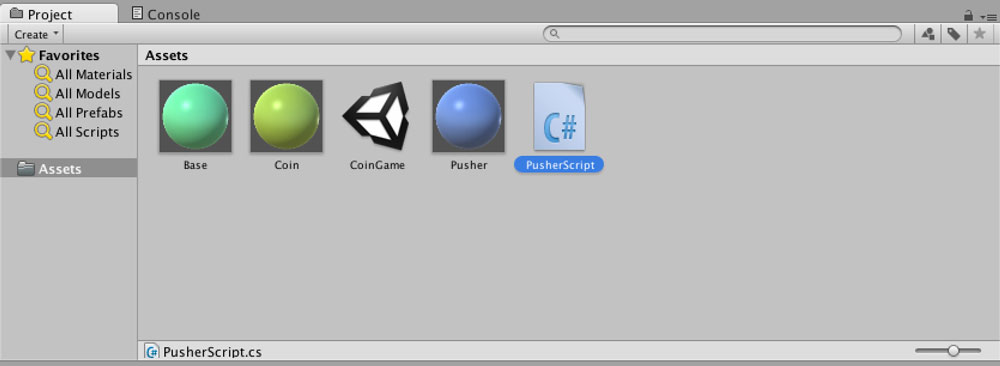 Project
Console
Create
Favorites
All Materials
All Models
All Prefabs
All Scripts
Assets
Assets
Base
Coin
CoinGame
Pusher
C#
PusherScript
C# PusherScript.cs